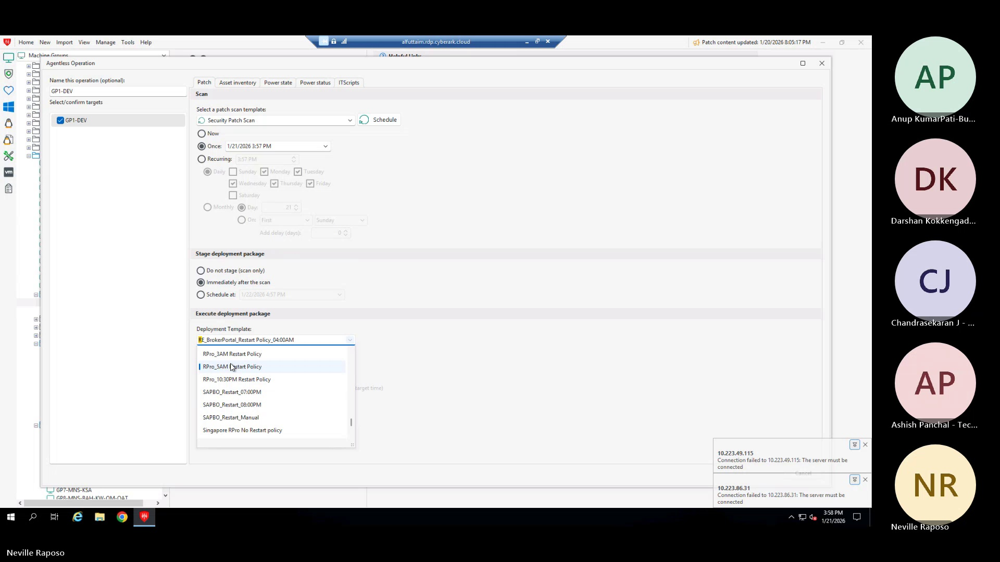 Home New Import View Manage Tools Help
alfuttaim.rdp.cyberark.cloud
Patch content updated: 1/20/2026 8:05:17 PM
Machine Groups
Helpful Links
Agentless Operation
Name this operation (optional):
GP1-DEV
Select/confirm targets
GP1-DEV
Patch Asset inventory Power state Power status ITScripts
Scan
Select a patch scan template:
Security Patch Scan Schedule
Now
Once: 1/21/2026 3:57 PM
Recurring: 3:57 PM
Daily Sunday Monday Tuesday
Wednesday Thursday Friday
Saturday
Monthly Day: 21
On: First Sunday
Add delay (days): 0
Stage deployment package
Do not stage (scan only)
Immediately after the scan
Schedule at: 1/22/2026 4:57 PM
Execute deployment package
Deployment Template:
RE_BrokerPortal_Restart Policy_04:00AM
RPro_3AM Restart Policy
RPro_5AM Restart Policy
RPro_10:30PM Restart Policy
SAPBO_Restart_07:00PM
target time)
SAPBO_Restart_08:00PM
SAPBO_Restart_Manual
Singapore RPro No Restart policy
Cancel
GP7-MNS-KSA
GP8-MNS-BAH-KW-OM-QAT
10.223.49.115
Connection failed to 10.223.49.115: The server must be
connected
10.223.86.31
Connection failed to 10.223.86.31: The server must be
connected
vm
3:58 PM
1/21/2026
AP
Anup KumarPati-Bu...
DK
Darshan Kokkengad...
CJ
Chandrasekaran J - ...
AP
Ashish Panchal - Tec...
NR
Neville Raposo
Neville Raposo